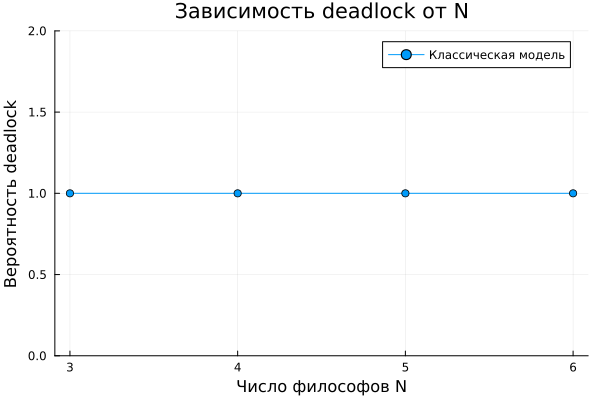 Зависимость deadlock от N
Классическая модель
Вероятность deadlock
2.0
1.5
1.0
0.5
0.0
3 4 5 6
Число философов N